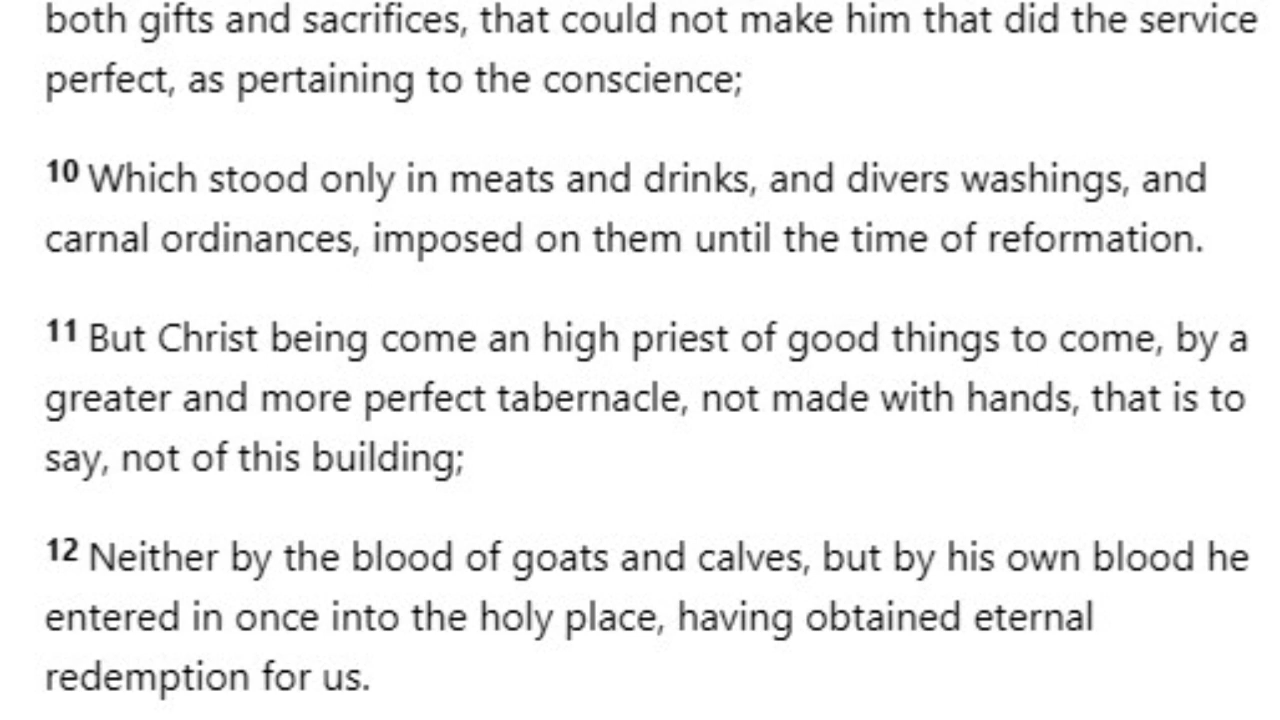 both gifts and sacrifices, that could not make him that did the service
perfect, as pertaining to the conscience;
10 Which stood only in meats and drinks, and divers washings, and
carnal ordinances, imposed on them until the time of reformation.
11 But Christ being come an high priest of good things to come, by a
greater and more perfect tabernacle, not made with hands, that is to
say, not of this building;
12 Neither by the blood of goats and calves, but by his own blood he
entered in once into the holy place, having obtained eternal
redemption for us.